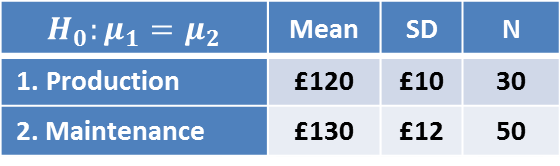 H₀: μ₁ = μ₂ Mean SD N
1. Production £120 £10 30
2. Maintenance £130 £12 50